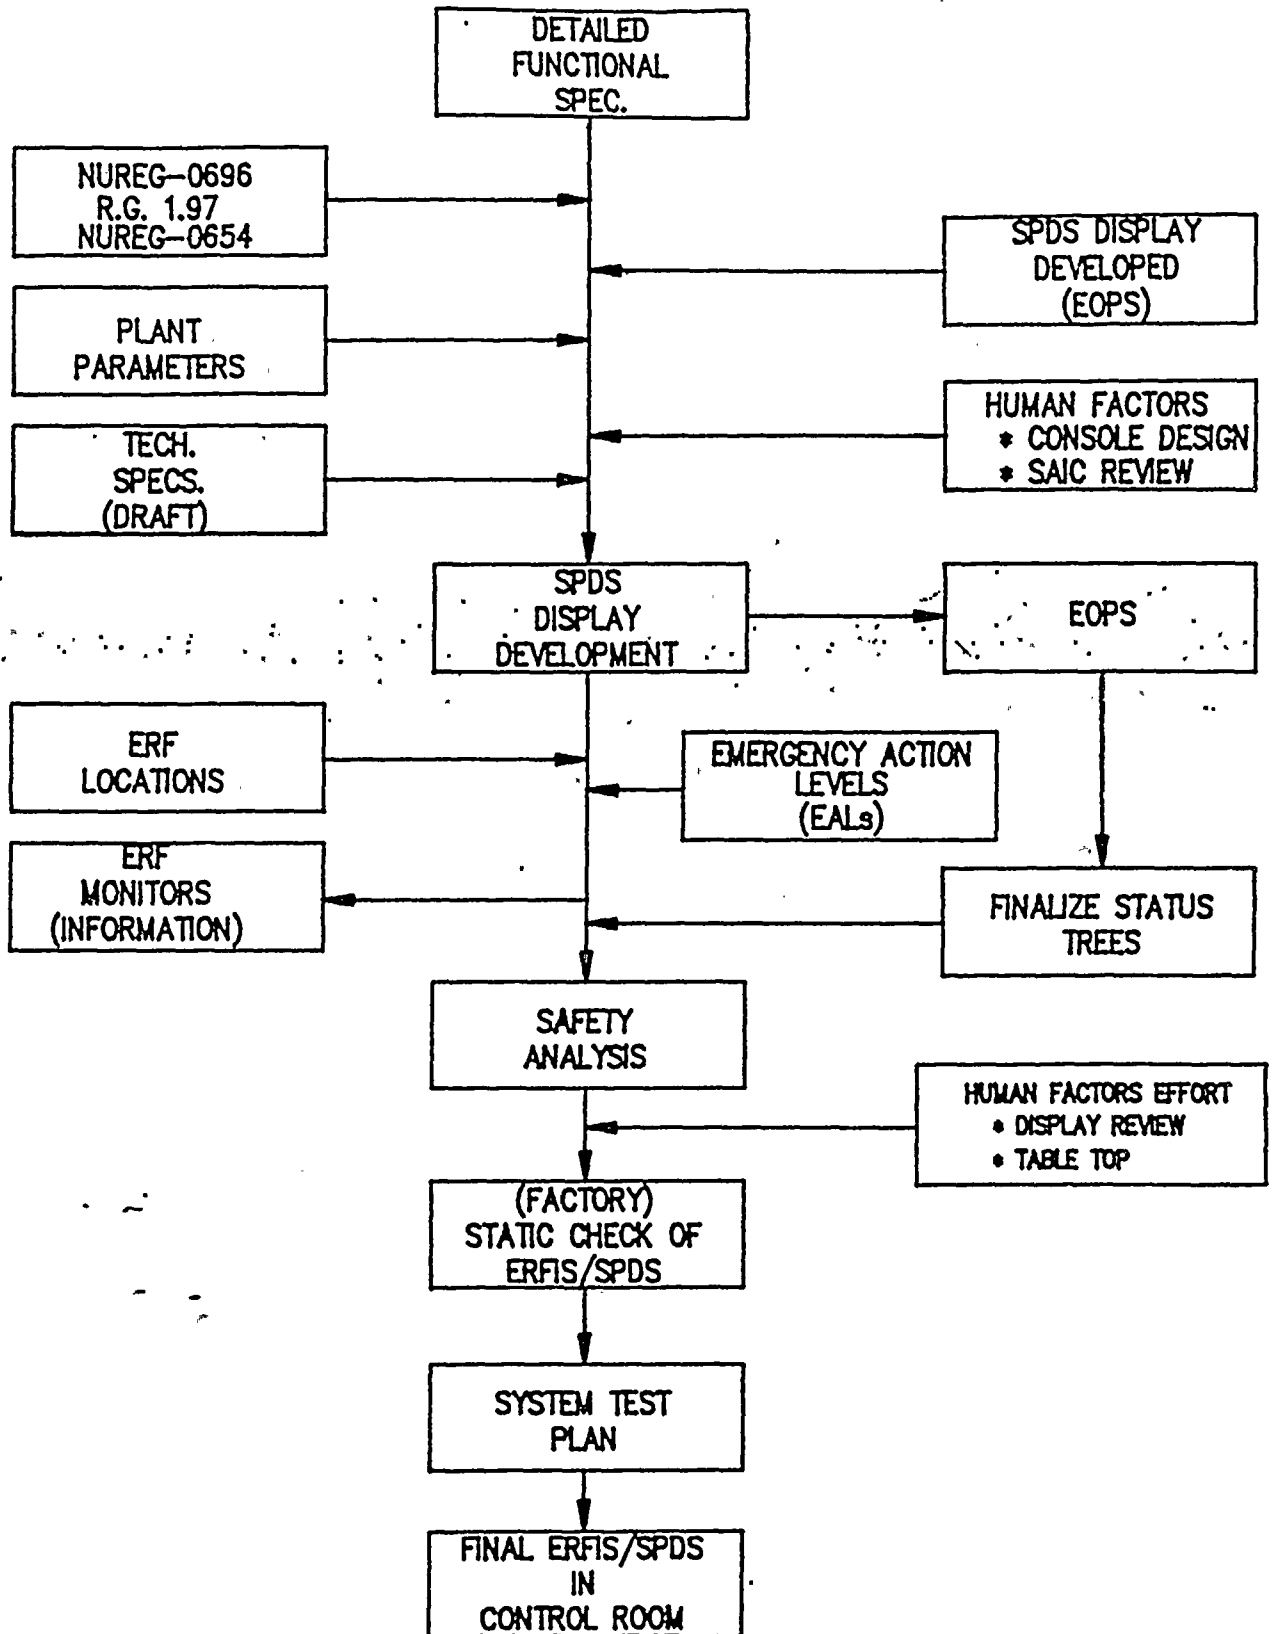 DETAILED
FUNCTIONAL
SPEC.
NUREG-0696
R.G. 1.97
NUREG-0654
SPDS DISPLAY
DEVELOPED
(EOPS)
PLANT
PARAMETERS
HUMAN FACTORS
* CONSOLE DESIGN
* SAIC REVIEW
TECH.
SPECS.
(DRAFT)
SPDS
DISPLAY
DEVELOPMENT
EOPS
ERF
LOCATIONS
EMERGENCY ACTION
LEVELS
(EALs)
ERF
MONITORS
(INFORMATION)
FINALIZE STATUS
TREES
SAFETY
ANALYSIS
HUMAN FACTORS EFFORT
* DISPLAY REVIEW
* TABLE TOP
(FACTORY)
STATIC CHECK OF
ERFIS/SPDS
SYSTEM TEST
PLAN
FINAL ERFIS/SPDS
IN
CONTROL ROOM